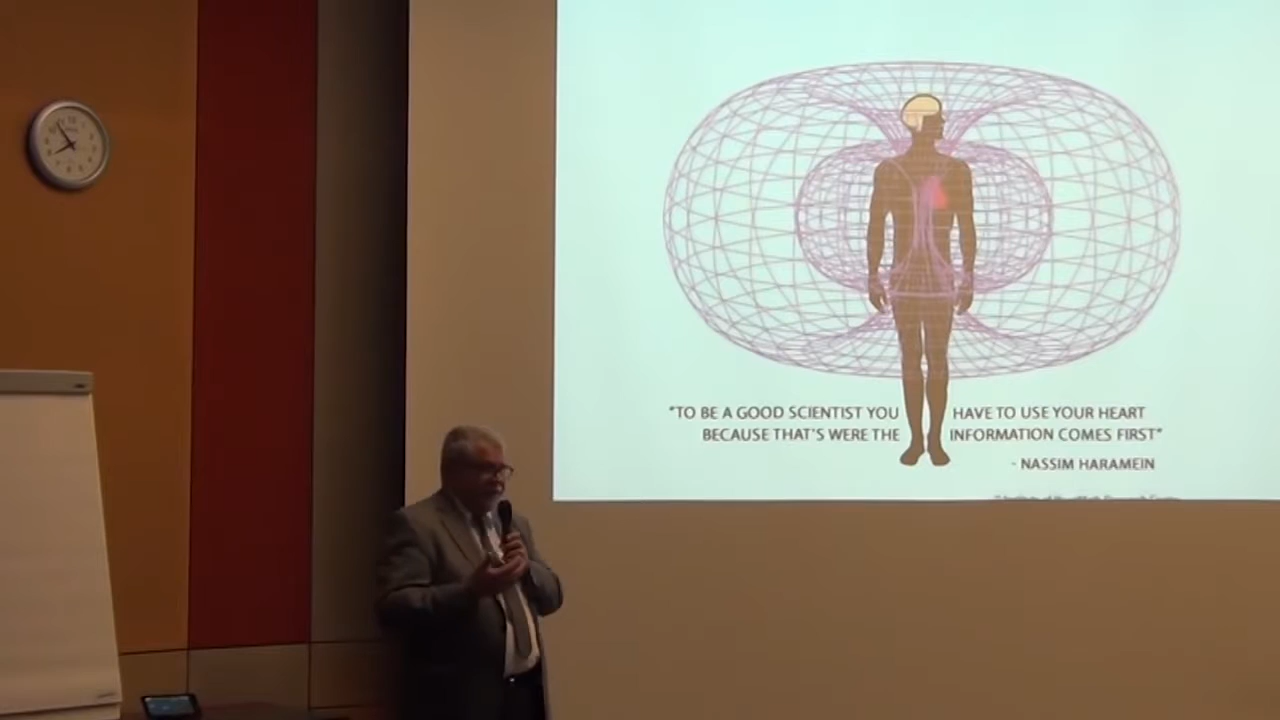 "TO BE A GOOD SCIENTIST YOU HAVE TO USE YOUR HEART
BECAUSE THAT'S WERE THE INFORMATION COMES FIRST"
- NASSIM HARAMEIN